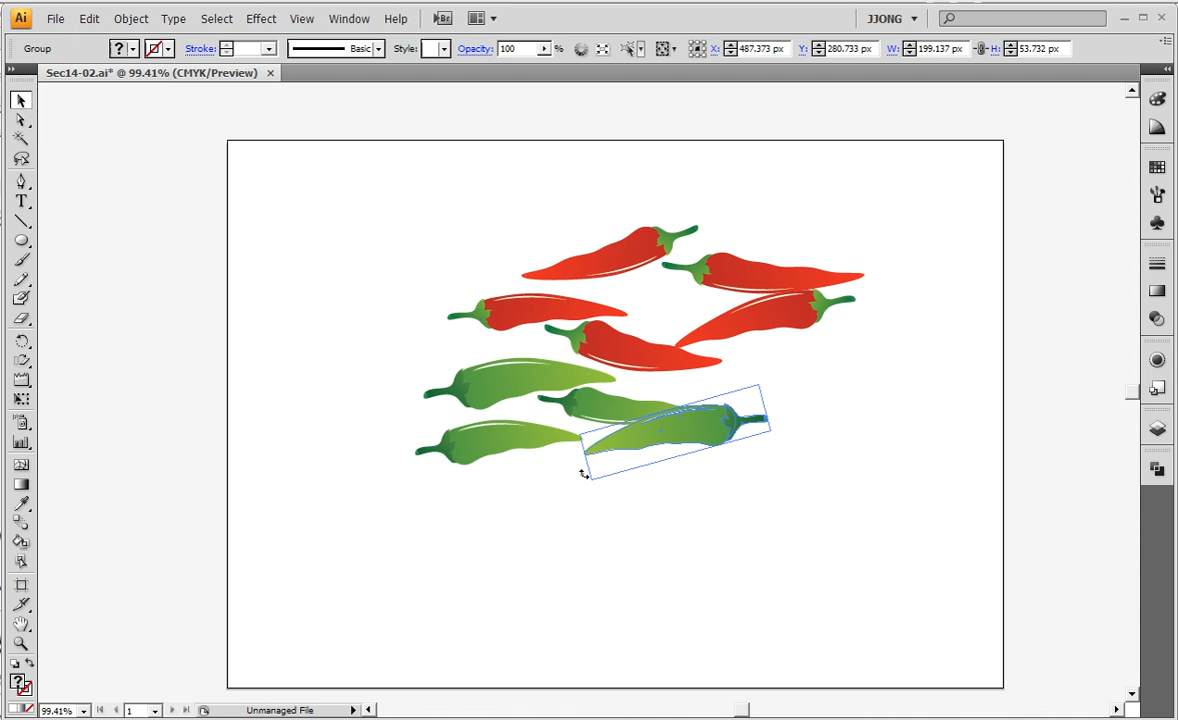 Ai File Edit Object Type Select Effect View Window Help Br JJONG
Group ? Stroke: Basic Style: Opacity: 100 % X: 487.373 px Y: 280.733 px W: 199.137 px H: 53.732 px
Sec14-02.ai* @ 99.41% (CMYK/Preview)
T
?
99.41% 1 Unmanaged File